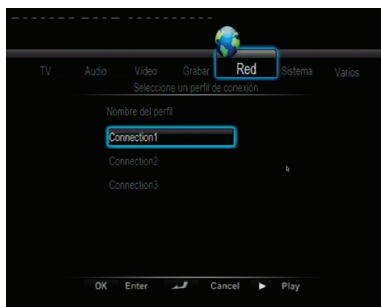 TV Audio Vídeo Grabar Red Sistema Varios
Seleccione un perfil de conexión
Nombre del perfil
Connection1
Connection2
Connection3
OK Enter Cancel Play